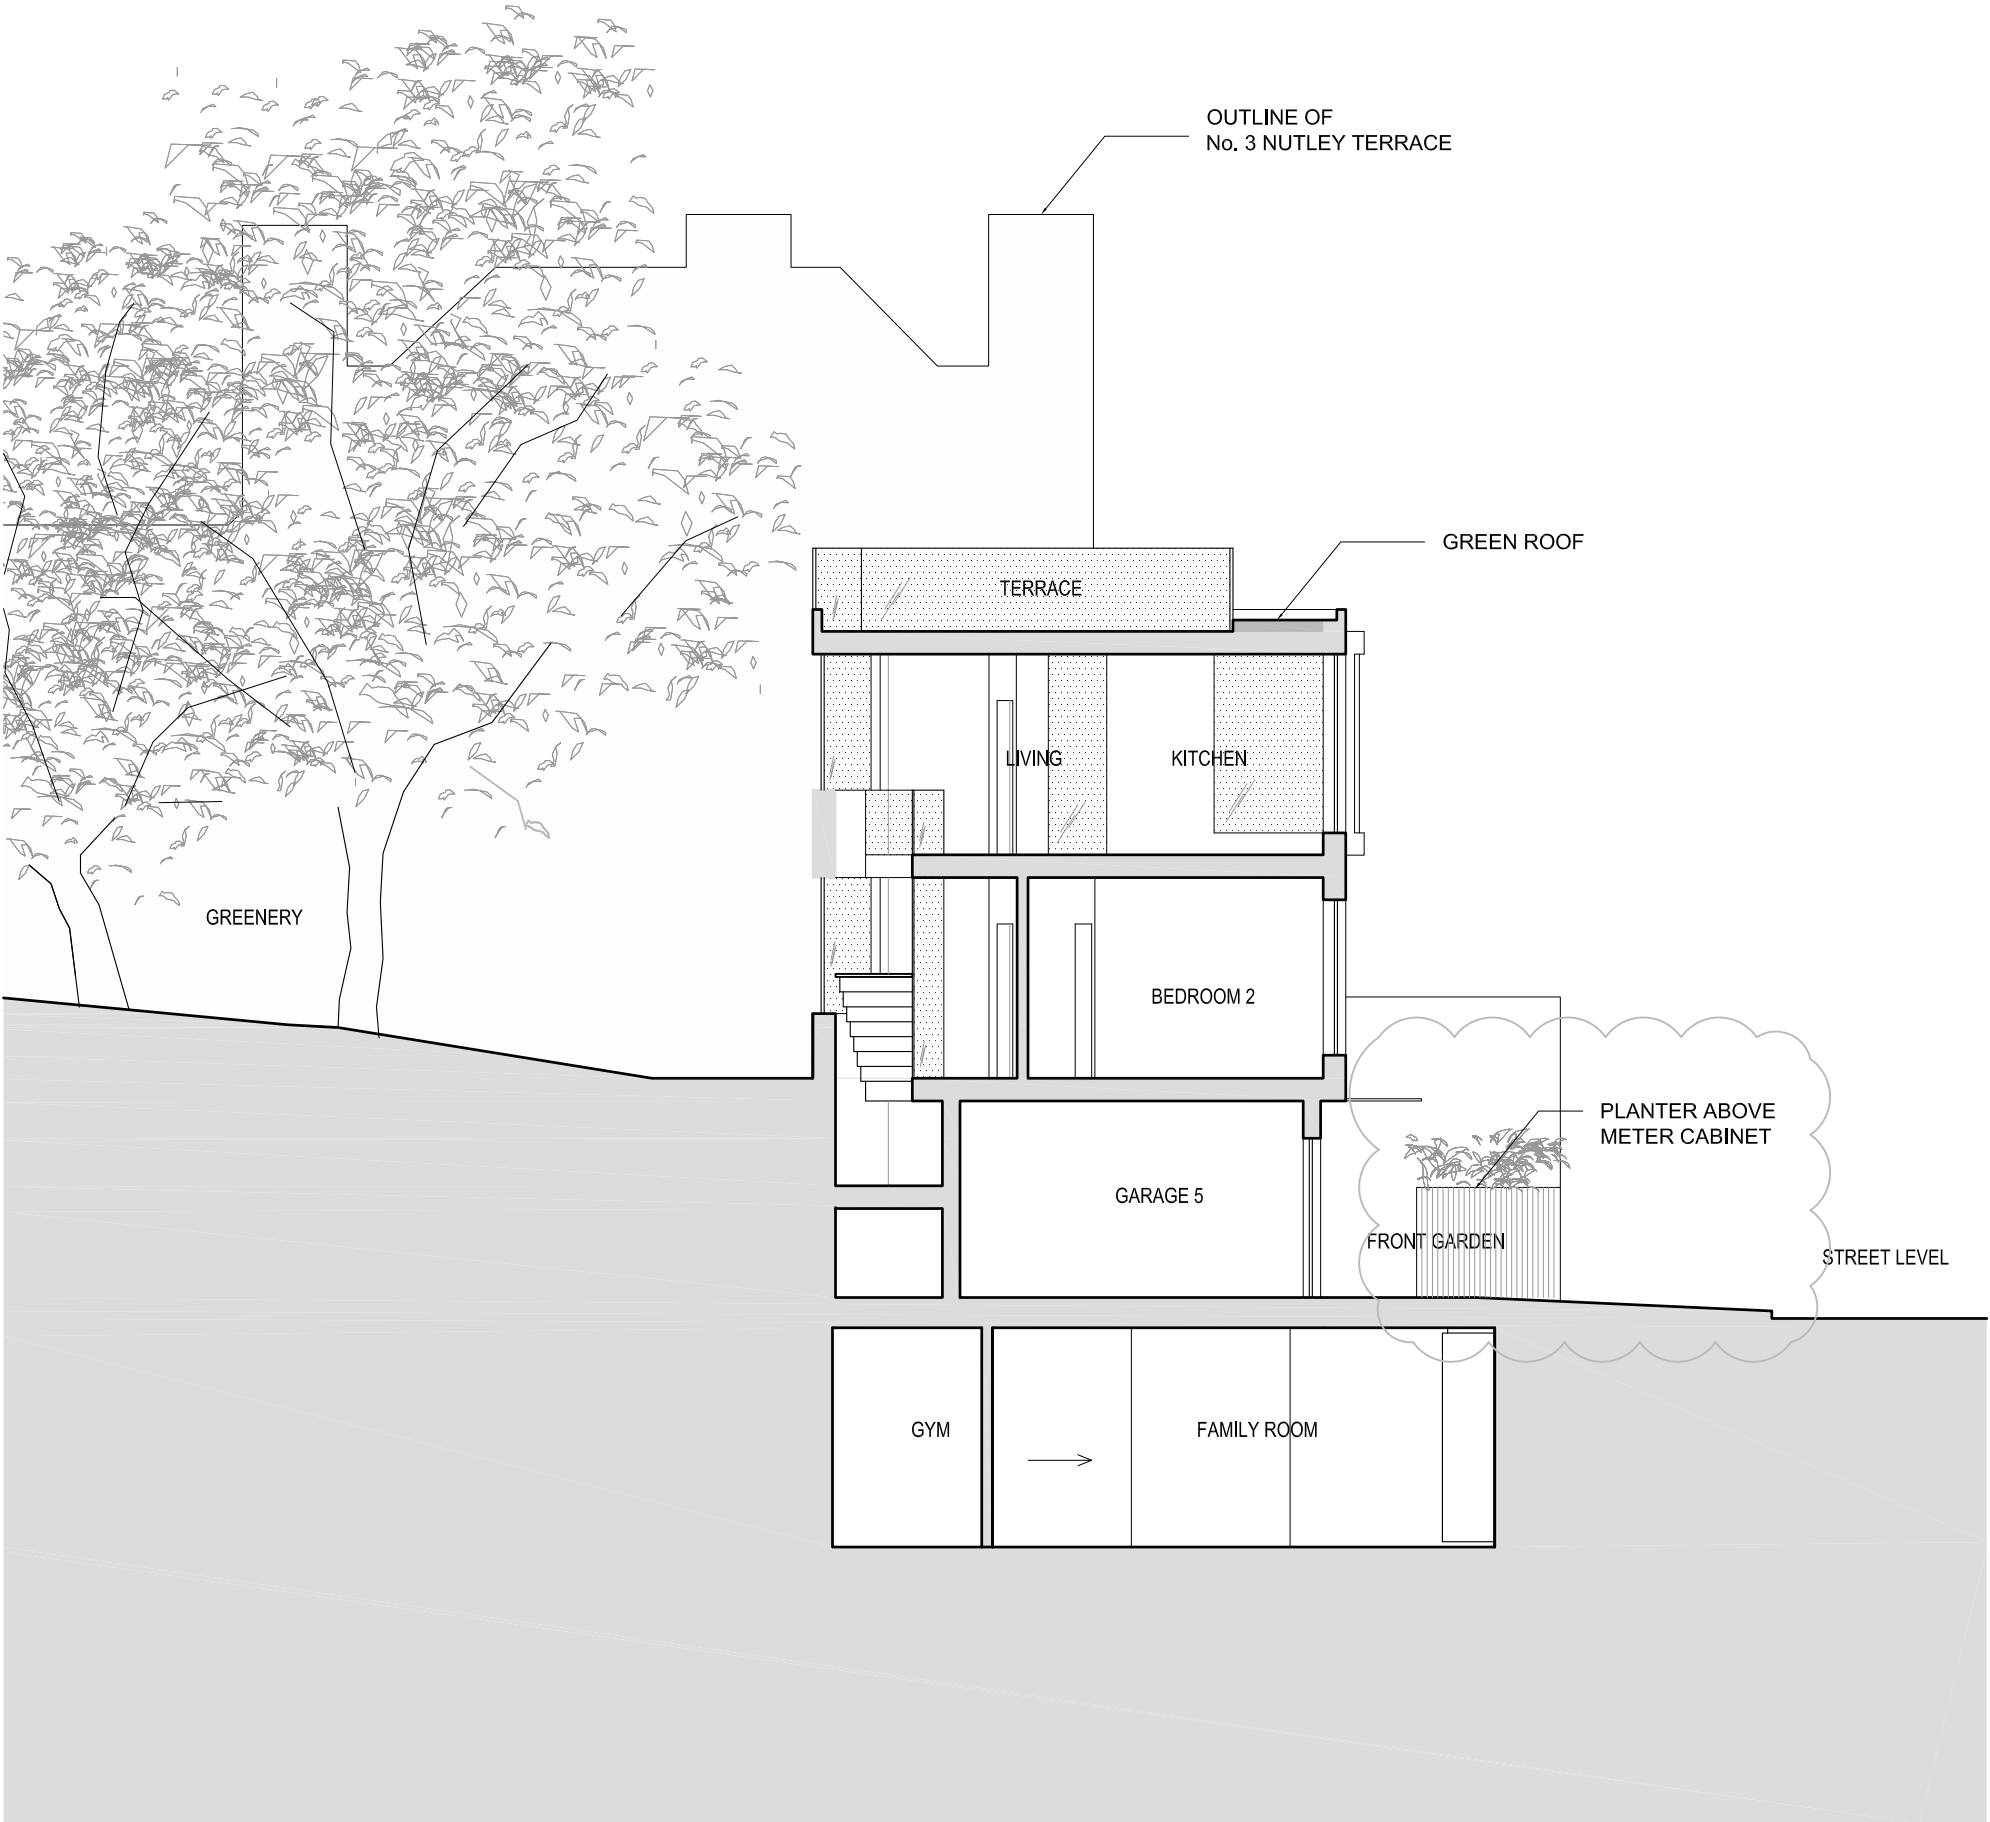 OUTLINE OF
No. 3 NUTLEY TERRACE
GREEN ROOF
TERRACE
LIVING
KITCHEN
GREENERY
BEDROOM 2
PLANTER ABOVE
METER CABINET
GARAGE 5
FRONT GARDEN
STREET LEVEL
GYM
FAMILY ROOM